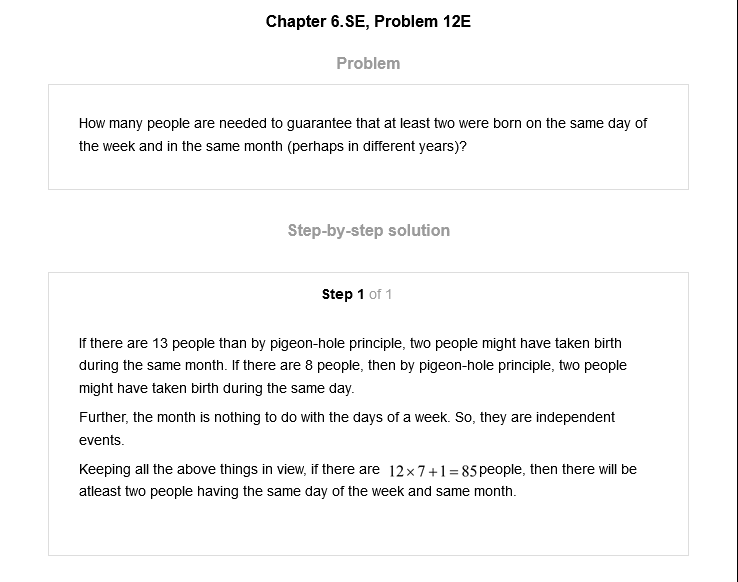 Chapter 6.SE, Problem 12E
Problem
How many people are needed to guarantee that at least two were born on the same day of
the week and in the same month (perhaps in different years)?
Step-by-step solution
Step 1 of 1
If there are 13 people than by pigeon-hole principle, two people might have taken birth
during the same month. If there are 8 people, then by pigeon-hole principle, two people
might have taken birth during the same day.
Further, the month is nothing to do with the days of a week. So, they are independent
events.
Keeping all the above things in view, if there are 12×7+1=85people, then there will be
atleast two people having the same day of the week and same month.